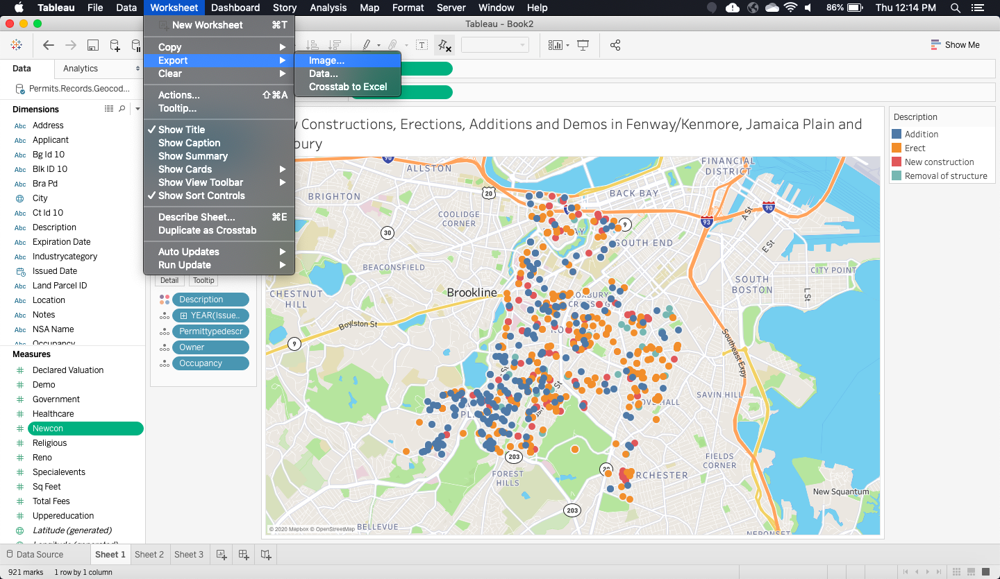 Tableau File Data Worksheet Dashboard Story Analysis Map Format Server Window Help 86% Thu 12:14 PM
Tableau - Book2
New Worksheet ⌘T
Copy
Export
Clear
Actions... ⇧⌘A
Tooltip...
✓ Show Title
Show Caption
Show Summary
Show Cards
Show View Toolbar
✓ Show Sort Controls
Describe Sheet... ⌘E
Duplicate as Crosstab
Auto Updates
Run Update
Image...
Data...
Crosstab to Excel
Show Me
Data Analytics
Permits.Records.Geocod...
Dimensions
Abc Address
Abc Applicant
Abc Bg Id 10
Abc Blk ID 10
Abc Bra Pd
City
Abc Ct Id 10
Abc Description
Abc Expiration Date
Abc Industrycategory
Issued Date
Abc Land Parcel ID
Abc Location
Abc Notes
Abc NSA Name
Abc Occupancy
Measures
# Declared Valuation
# Demo
# Government
# Healthcare
# Newcon
# Religious
# Reno
# Specialevents
# Sq Feet
# Total Fees
# Uppereducation
Latitude (generated)
Longitude (generated)
Detail Tooltip
Description
YEAR(Issue..
Permittypedescr
Owner
Occupancy
Constructions, Erections, Additions and Demos in Fenway/Kenmore, Jamaica Plain and
bury
90
ALLSTON
FINANCIAL
DISTRICT
BRIGHTON
20
BACK BAY
90
COOLIDGE
CORNER
A St
93
30
9
SOUTH END
E St
BEACONSFIELD
CITY POINT
CHESTNUT
HILL
Brookline
SOUTH
BOSTON
L St
ROXBURY
CROSSING
Boylston St
9
Southeast Expy
SAVIN HILL
203
FIELDS
CORNER
FOREST
HILLS
RCHESTER
New Squantum
203
BELLEVUE
NEPONSET
© 2020 Mapbox © OpenStreetMap
Description
Addition
Erect
New construction
Removal of structure
Data Source Sheet 1 Sheet 2 Sheet 3
921 marks 1 row by 1 column